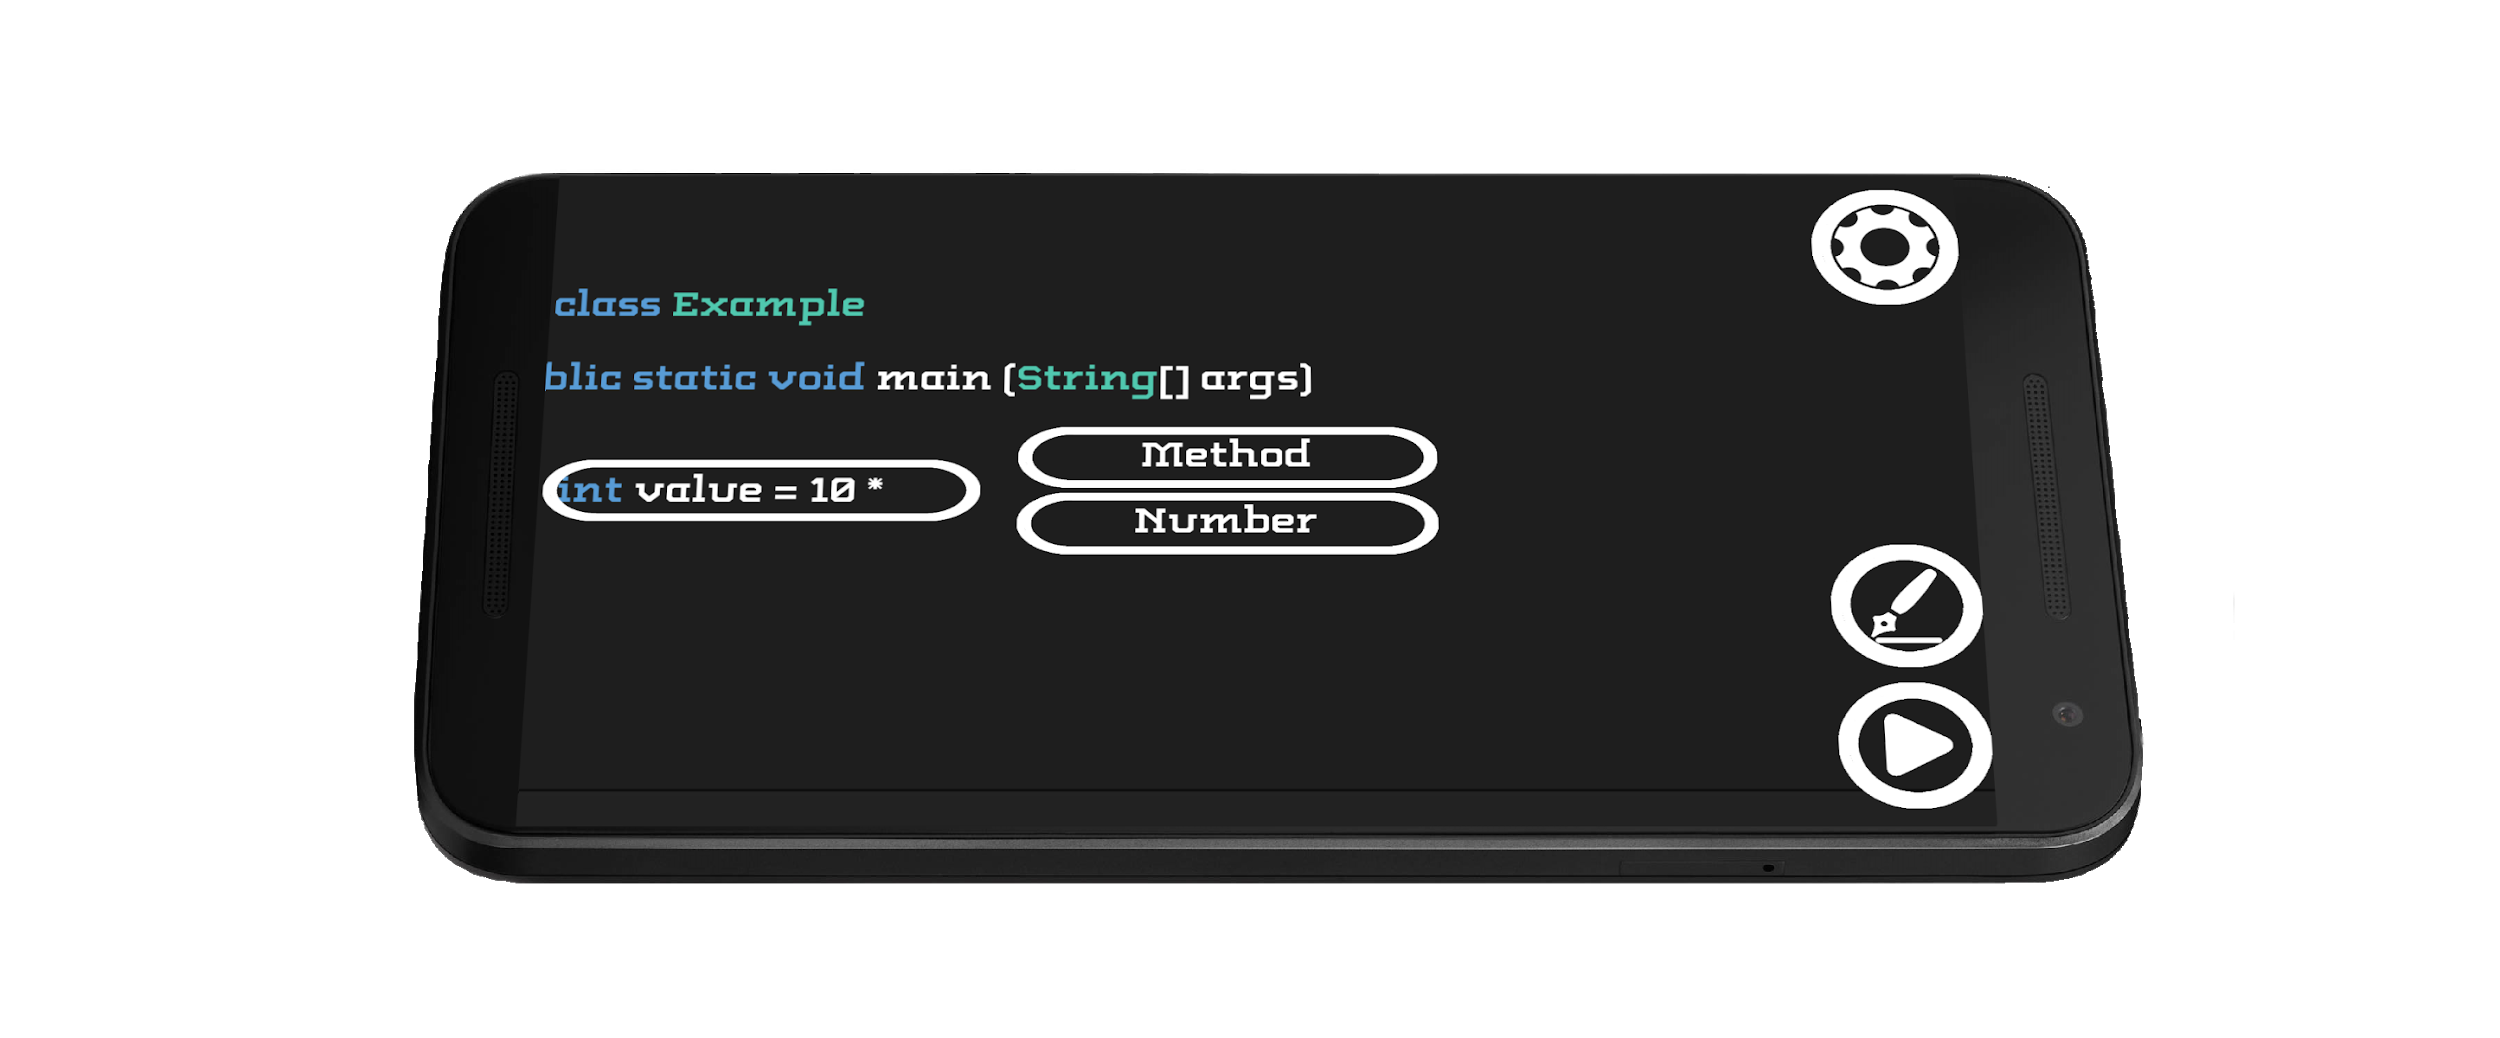 class Example
blic static void main (String[] args)
int value = 10 *
Method
Number